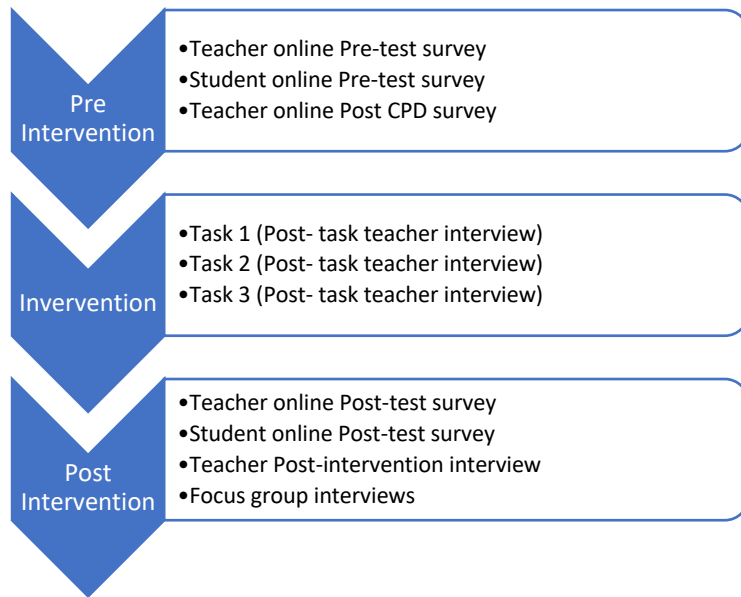 Pre
Intervention
•Teacher online Pre-test survey
•Student online Pre-test survey
•Teacher online Post CPD survey
Invervention
•Task 1 (Post- task teacher interview)
•Task 2 (Post- task teacher interview)
•Task 3 (Post- task teacher interview)
Post
Intervention
•Teacher online Post-test survey
•Student online Post-test survey
•Teacher Post-intervention interview
•Focus group interviews